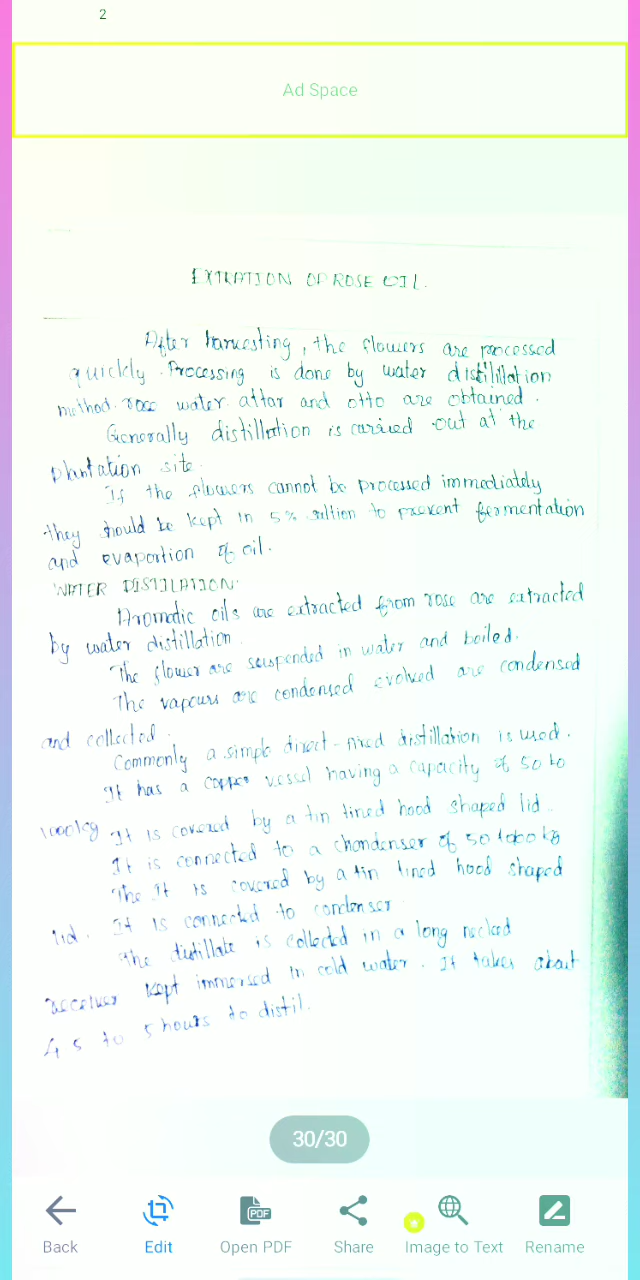 2
Ad Space
EXTRATION OF ROSE OIL.
After harvesting, the flowers are processed
quickly. Processing is done by water distilillation
method. rose water. attar and otto are obtained.
Generally distillation is carried out at the
plantation site.
If the flowers cannot be processed immediately
they should be kept in 5% to prevent fermentation
and evaportion of oil.
WATER DISTILATION:
Aromatic oils are extracted from rose are extracted
by water distillation.
The flower are suspended in water and boiled.
The vapours are condensed evolved are condensed
and collected.
Commonly a simple direct-fired distillation is used.
It has a copper vessel having a capacity of 50 to
1000kg It is covered by a tin lined hood shaped lid.
It is connected to a chondenser of 50 kg
The It is covered by a tin lined hood shaped
lid. It is connected to condenser
The distillate is collected in a long necked
receiver kept immersed in cold water. It takes about
4 5 to 5 hours to distil.
30/30
Back
Edit
PDF
Open PDF
Share
Image to Text
Rename